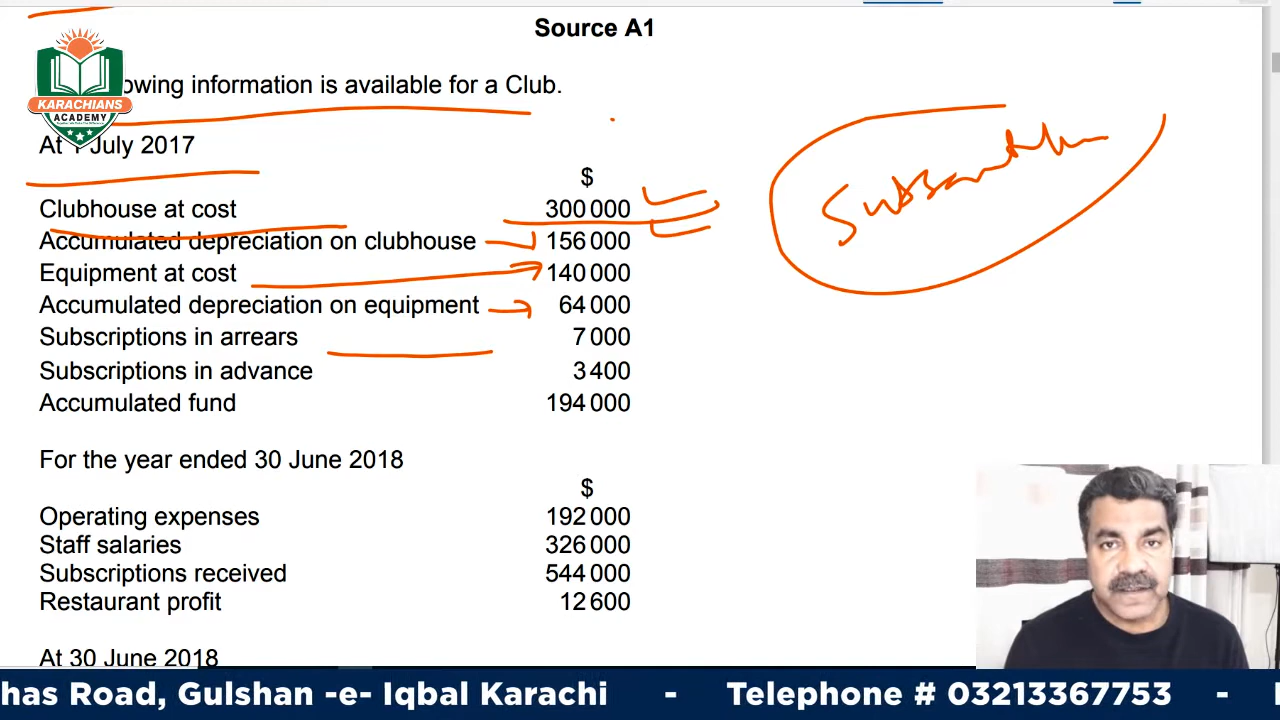 Source A1
owing information is available for a Club.
KARACHIANS
ACADEMY
At 1 July 2017
$
Clubhouse at cost 300 000
Accumulated depreciation on clubhouse 156 000
Equipment at cost 140 000
Accumulated depreciation on equipment 64 000
Subscriptions in arrears 7 000
Subscriptions in advance 3 400
Accumulated fund 194 000
For the year ended 30 June 2018
$
Operating expenses 192 000
Staff salaries 326 000
Subscriptions received 544 000
Restaurant profit 12 600
At 30 June 2018
has Road, Gulshan -e- Iqbal Karachi - Telephone # 03213367753 -